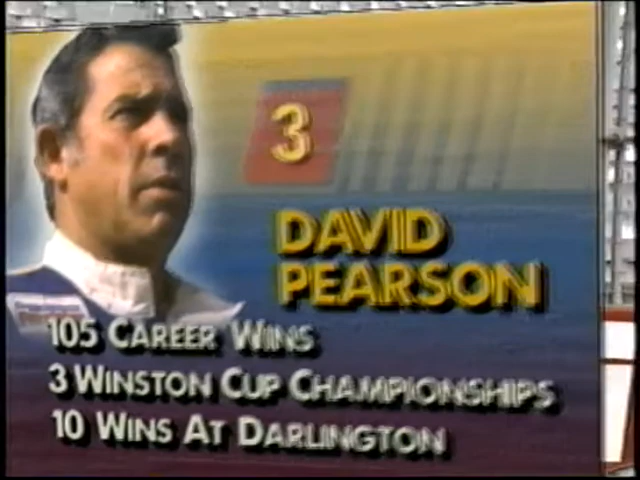 3
DAVID
PEARSON
105 CAREER WINS
3 WINSTON CUP CHAMPIONSHIPS
10 WINS AT DARLINGTON